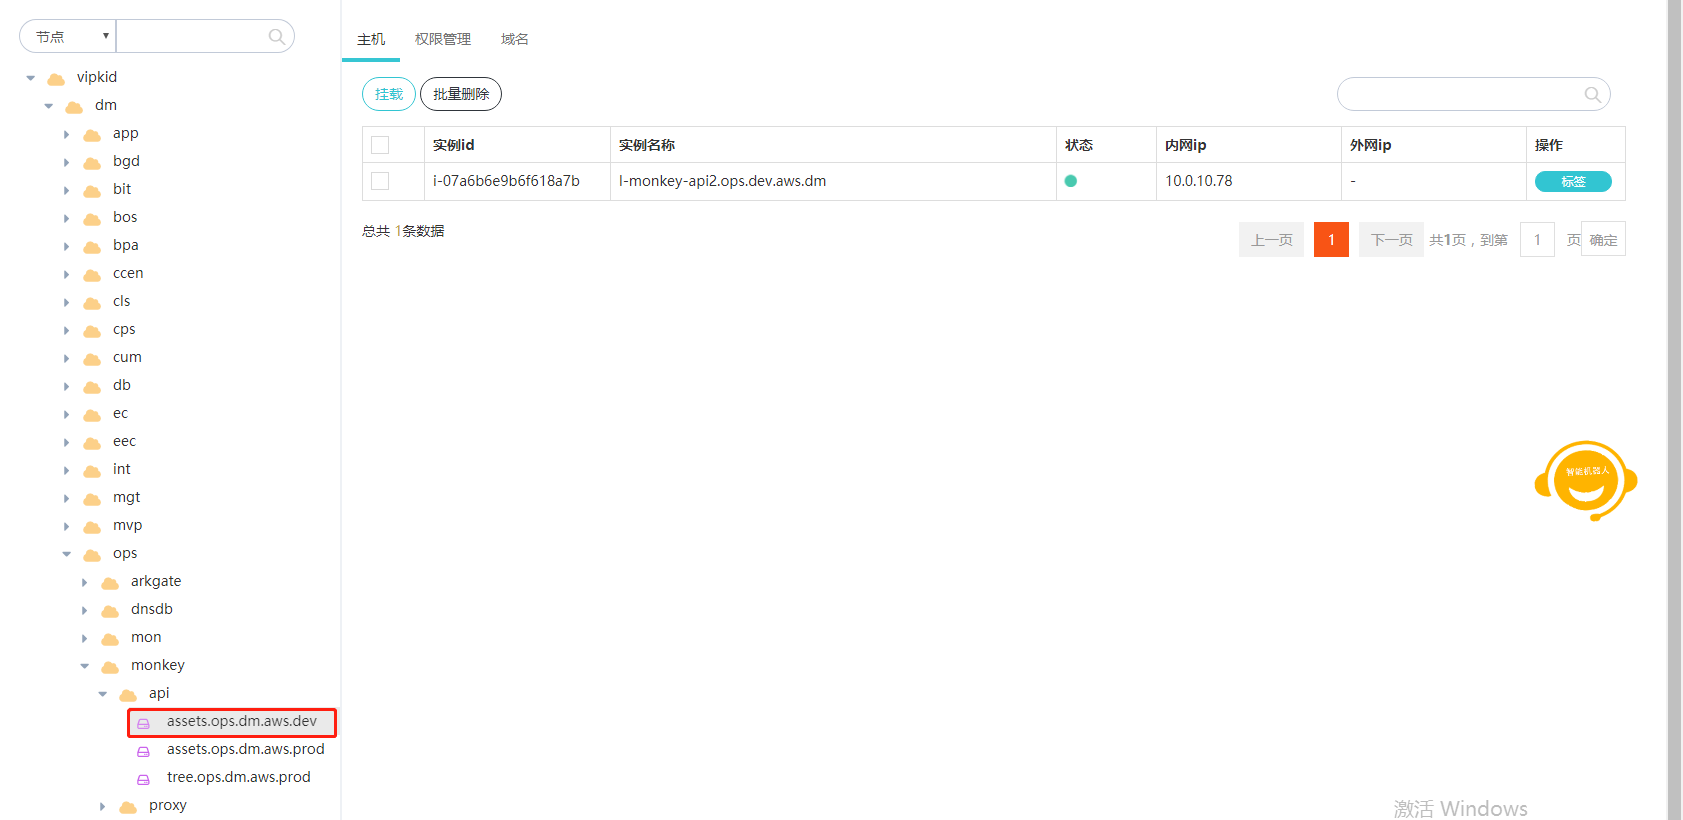 节点
vipkid
dm
app
bgd
bit
bos
bpa
ccen
cls
cps
cum
db
ec
eec
int
mgt
mvp
ops
arkgate
dnsdb
mon
monkey
api
assets.ops.dm.aws.dev
assets.ops.dm.aws.prod
tree.ops.dm.aws.prod
proxy
主机 权限管理 域名
挂载 批量删除
实例id 实例名称 状态 内网ip 外网ip 操作
i-07a6b6e9b6f618a7b l-monkey-api2.ops.dev.aws.dm 10.0.10.78 - 标签
总共 1条数据
上一页 1 下一页 共1页，到第 1 页 确定
智能机器人
激活 Windows